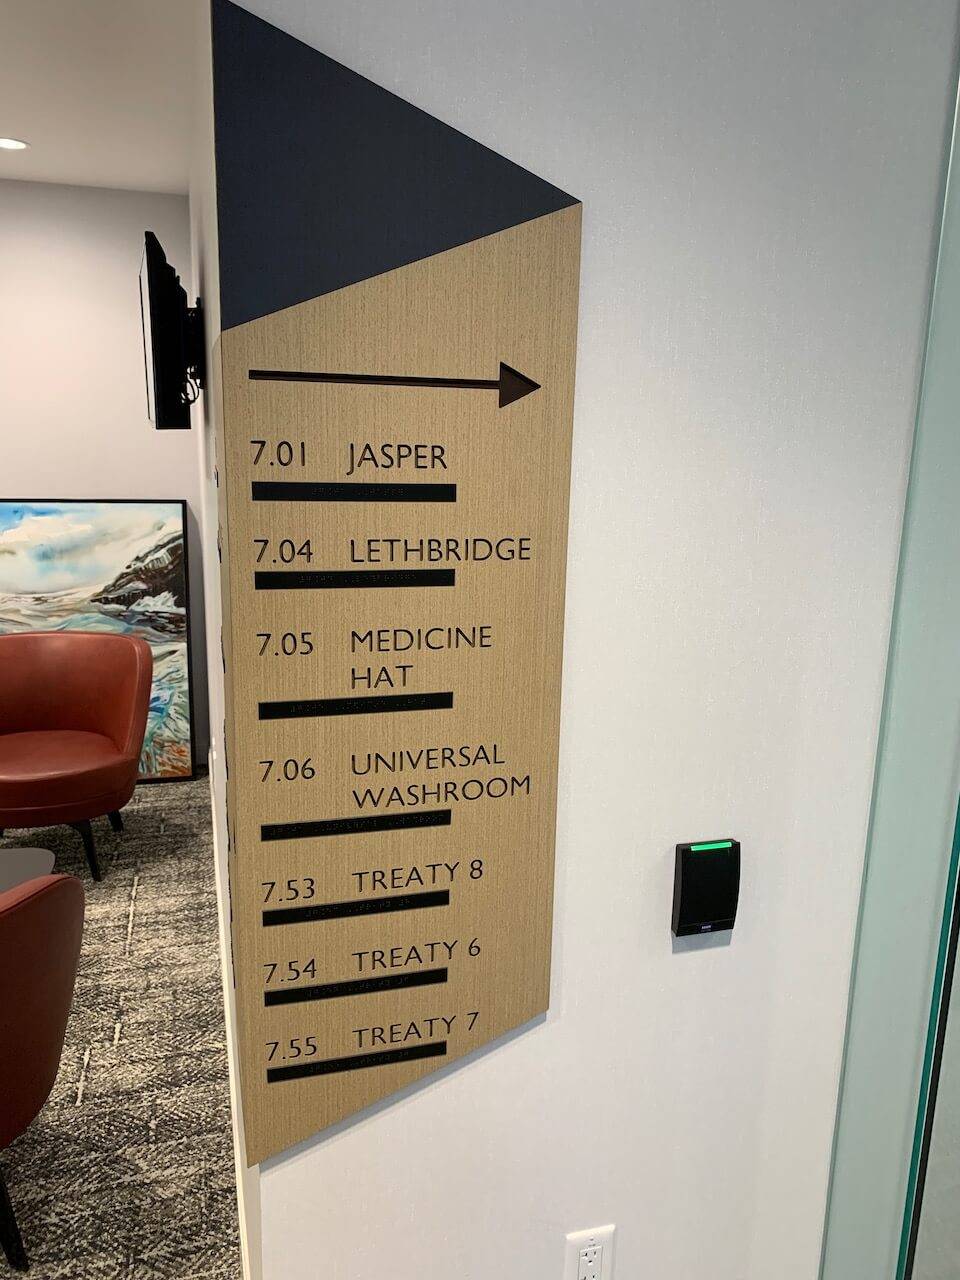 7.01 JASPER
7.04 LETHBRIDGE
7.05 MEDICINE
HAT
7.06 UNIVERSAL
WASHROOM
7.53 TREATY 8
7.54 TREATY 6
7.55 TREATY 7